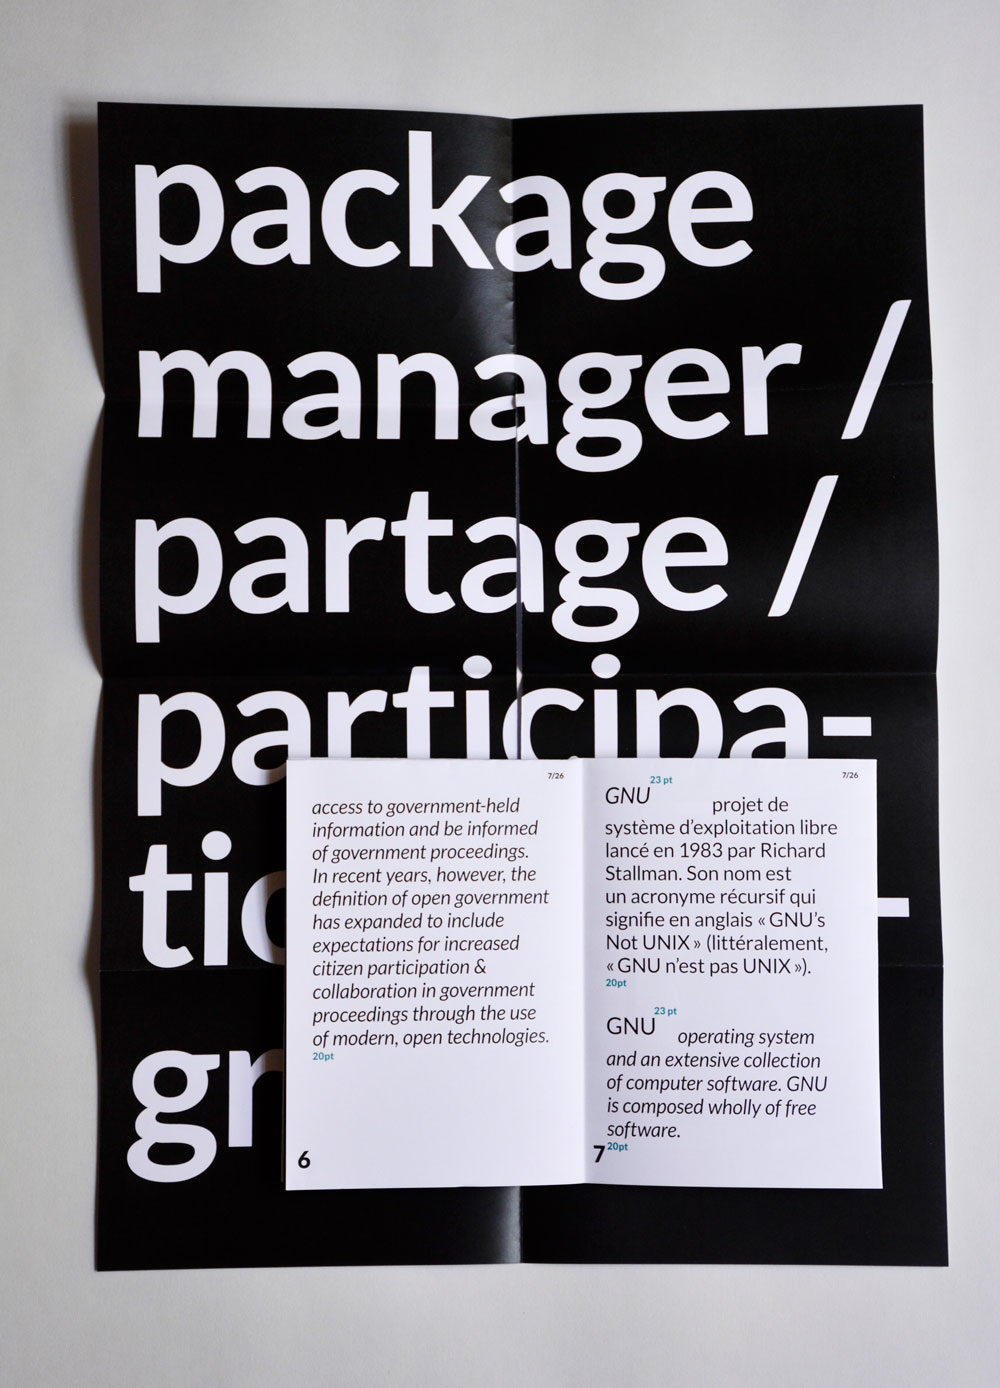 package
manager /
partage /
participa-
7/26
access to government-held
information and be informed
of government proceedings.
In recent years, however, the
definition of open government
has expanded to include
expectations for increased
citizen participation &
collaboration in government
proceedings through the use
of modern, open technologies.
20pt
6
7/26
GNU 23 pt
projet de
système d’exploitation libre
lancé en 1983 par Richard
Stallman. Son nom est
un acronyme récursif qui
signifie en anglais « GNU’s
Not UNIX » (littéralement,
« GNU n’est pas UNIX »).
20pt
GNU 23 pt
operating system
and an extensive collection
of computer software. GNU
is composed wholly of free
software.
20pt
7